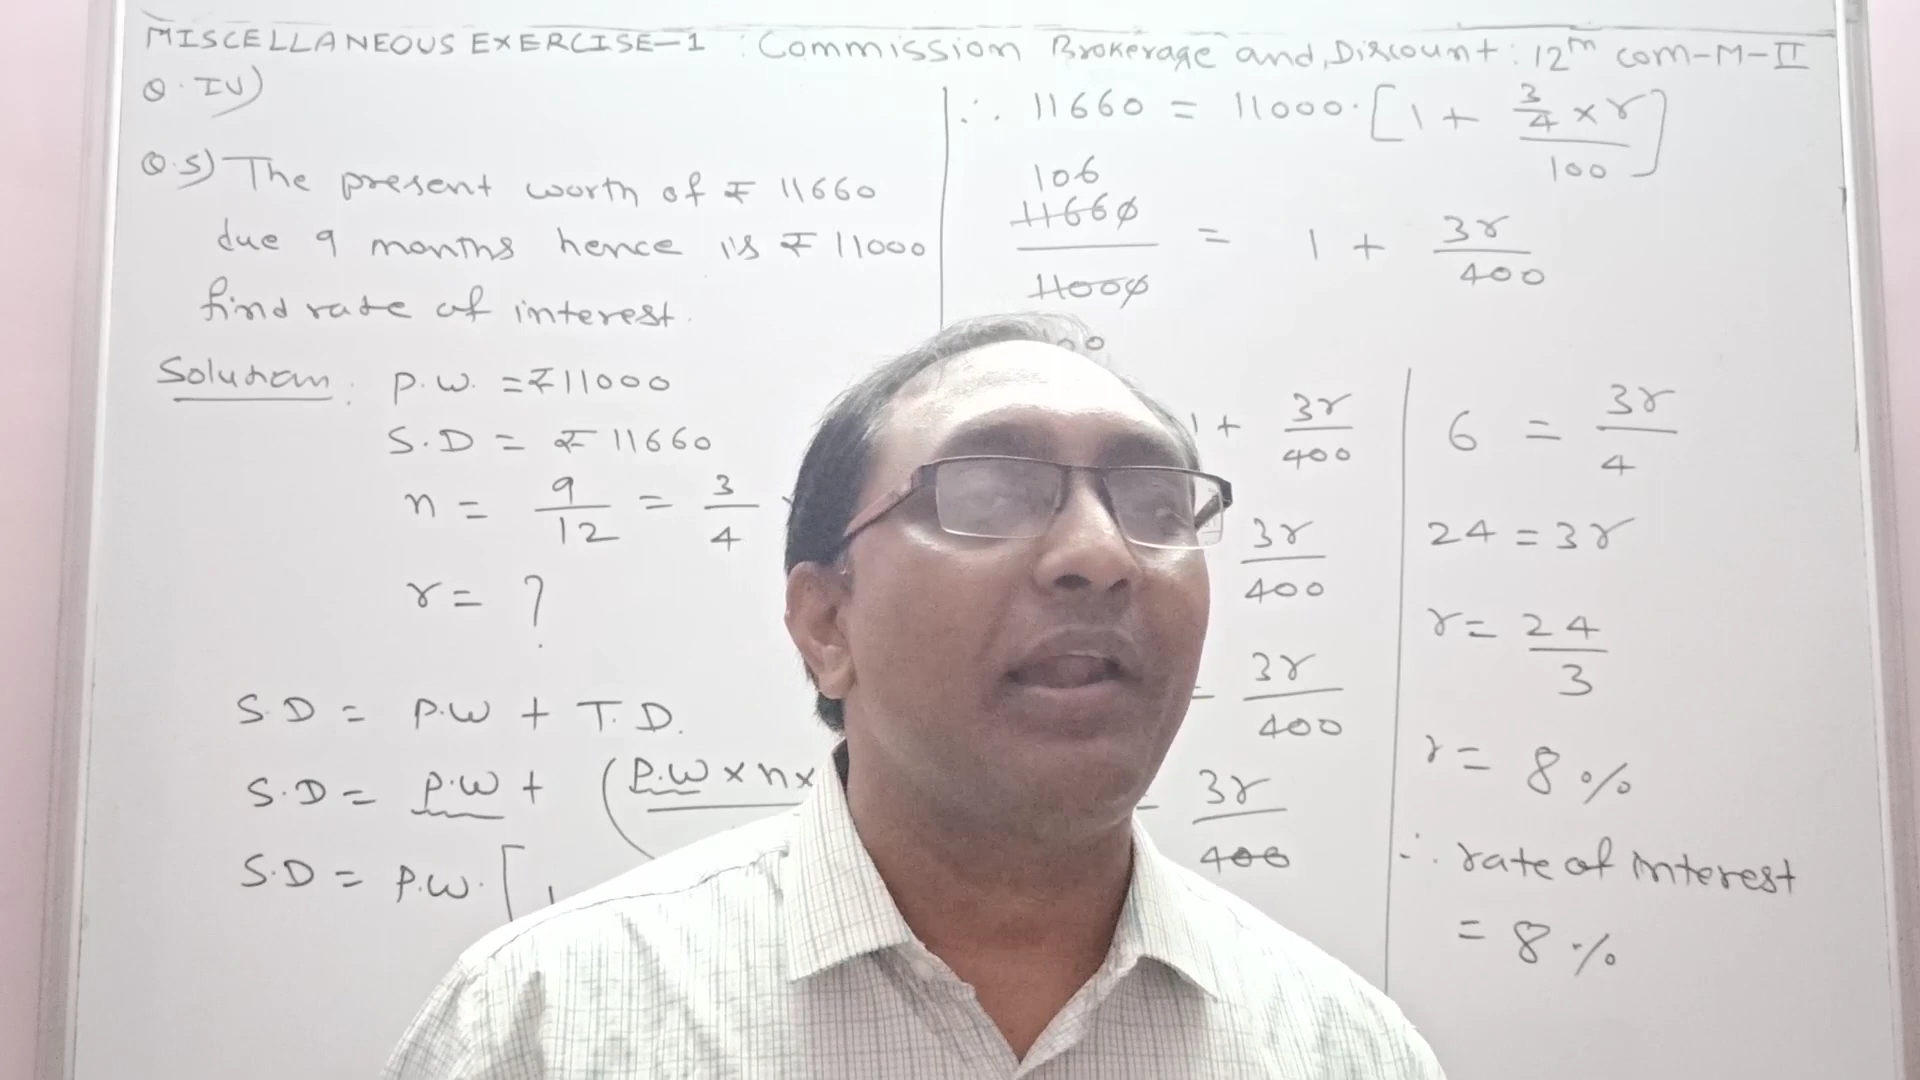 MISCELLANEOUS EXERCISE-1 : Commission Brokerage and Discount : 12th com-M-II
Q.IV)
Q.5) The present worth of ₹ 11660
due 9 months hence is ₹ 11000
find rate of interest.
Solution : P.W. = ₹11000
S.D = ₹ 11660
n = 9/12 = 3/4
r = ?
S.D = P.W + T.D.
S.D = P.W + (P.W × n ×
S.D = P.W. [ 1
∴ 11660 = 11000 · [1 + 3/4 × r / 100]
106
11660 / 11000 = 1 + 3r/400
1 + 3r/400
3r/400
= 3r/400
= 3r/400
6 = 3r/4
24 = 3r
r = 24/3
r = 8 %
∴ rate of interest
= 8 %